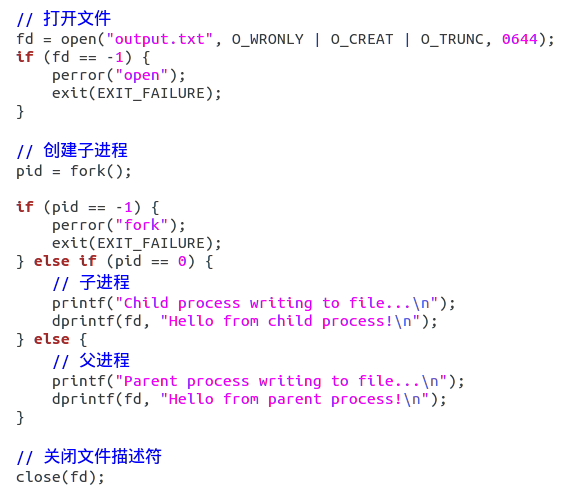 // 打开文件
fd = open("output.txt", O_WRONLY | O_CREAT | O_TRUNC, 0644);
if (fd == -1) {
    perror("open");
    exit(EXIT_FAILURE);
}

// 创建子进程
pid = fork();

if (pid == -1) {
    perror("fork");
    exit(EXIT_FAILURE);
} else if (pid == 0) {
    // 子进程
    printf("Child process writing to file...\n");
    dprintf(fd, "Hello from child process!\n");
} else {
    // 父进程
    printf("Parent process writing to file...\n");
    dprintf(fd, "Hello from parent process!\n");
}

// 关闭文件描述符
close(fd);